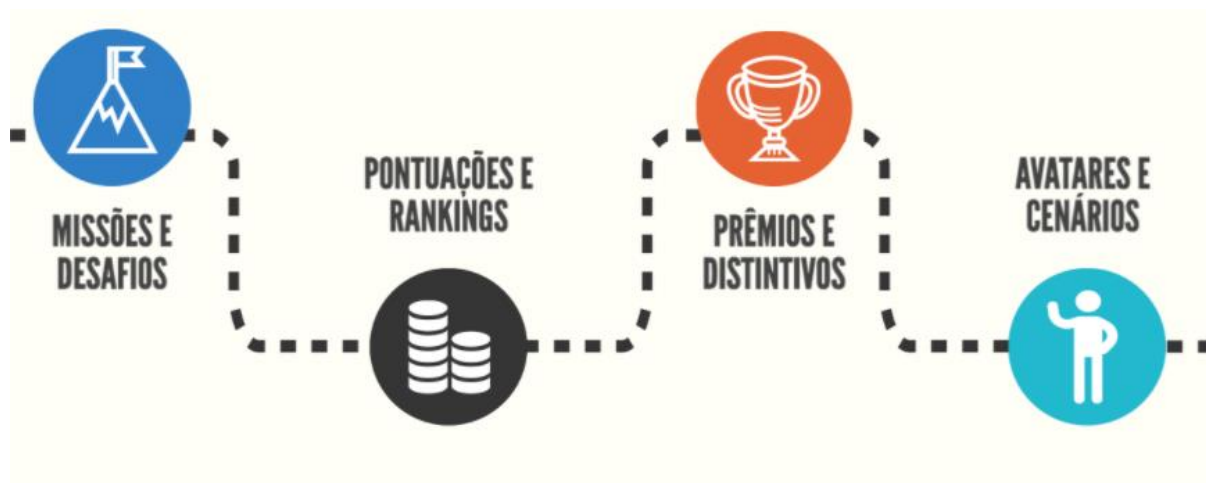 MISSÕES E
DESAFIOS
PONTUAÇÕES E
RANKINGS
PRÊMIOS E
DISTINTIVOS
AVATARES E
CENÁRIOS